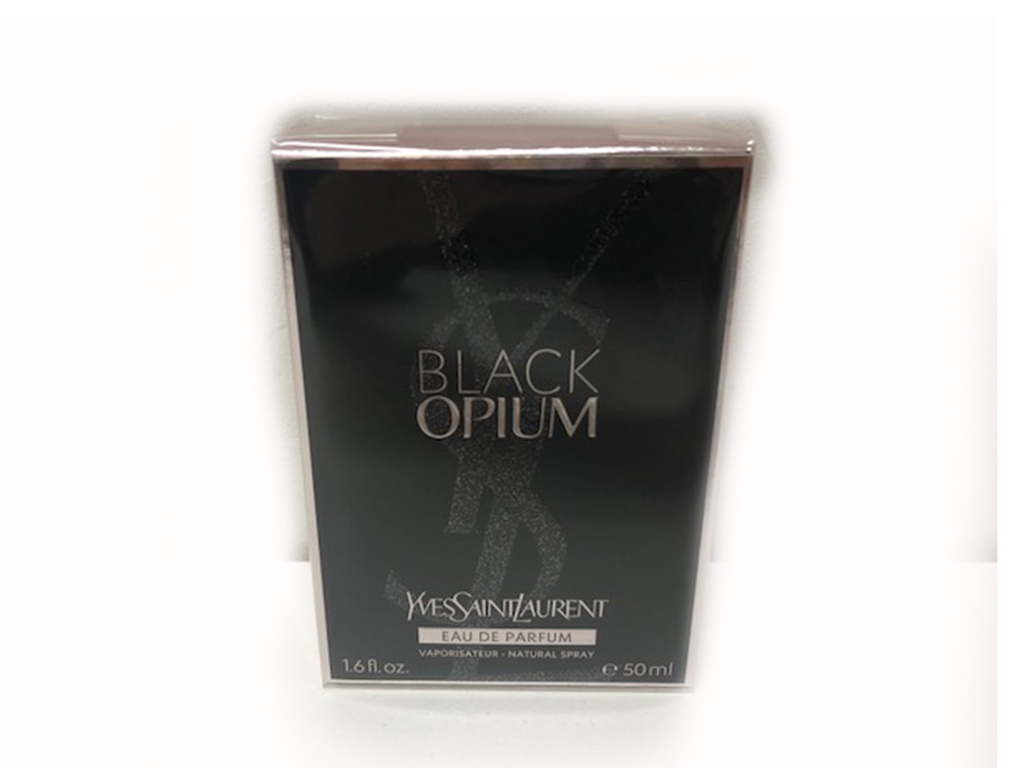 BLACK
OPIUM
YVESSAINTLAURENT
EAU DE PARFUM
VAPORISATEUR - NATURAL SPRAY
1.6 fl. oz. ℮ 50 ml